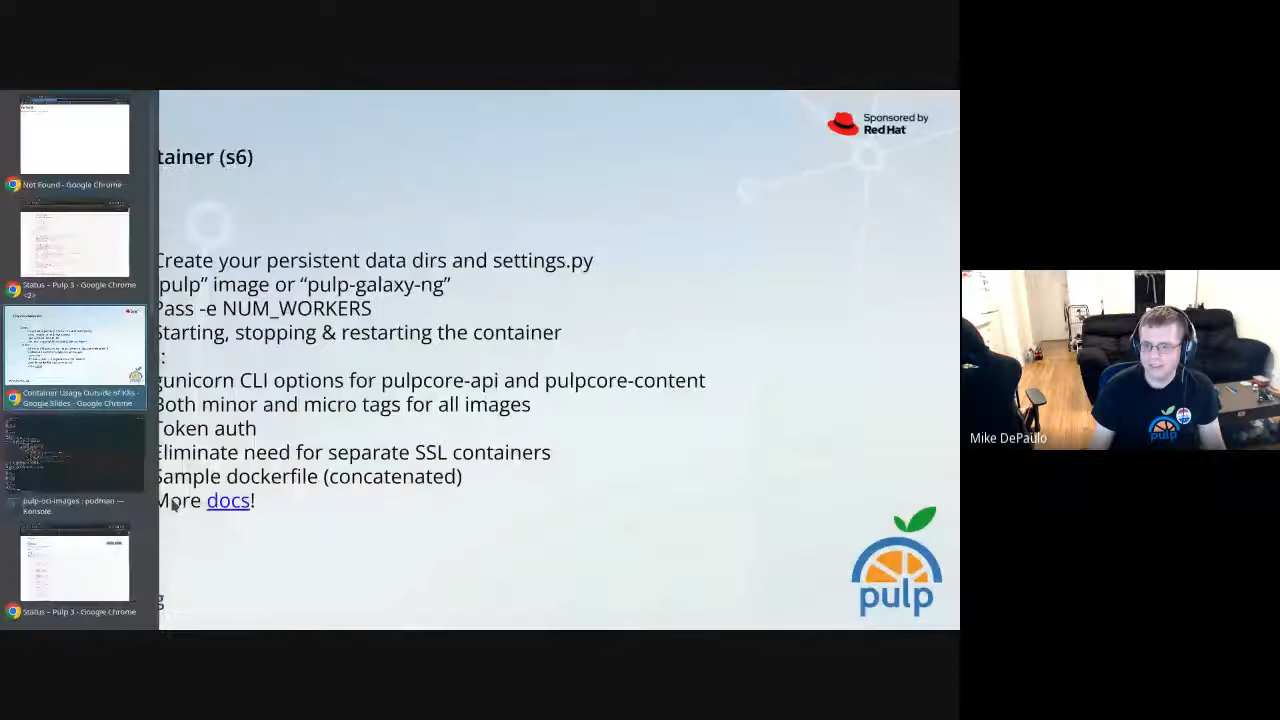 Sponsored by
Red Hat
tainer (s6)
Create your persistent data dirs and settings.py
pulp” image or “pulp-galaxy-ng”
Pass -e NUM_WORKERS
Starting, stopping & restarting the container
:
gunicorn CLI options for pulpcore-api and pulpcore-content
Both minor and micro tags for all images
Token auth
Eliminate need for separate SSL containers
Sample dockerfile (concatenated)
More docs!
pulp
Not Found - Google Chrome
Status – Pulp 3 - Google Chrome
<2>
Container Usage Outside of K8s -
Google Slides - Google Chrome
pulp-oci-images : podman —
Konsole
Status – Pulp 3 - Google Chrome
Mike DePaulo
pulp